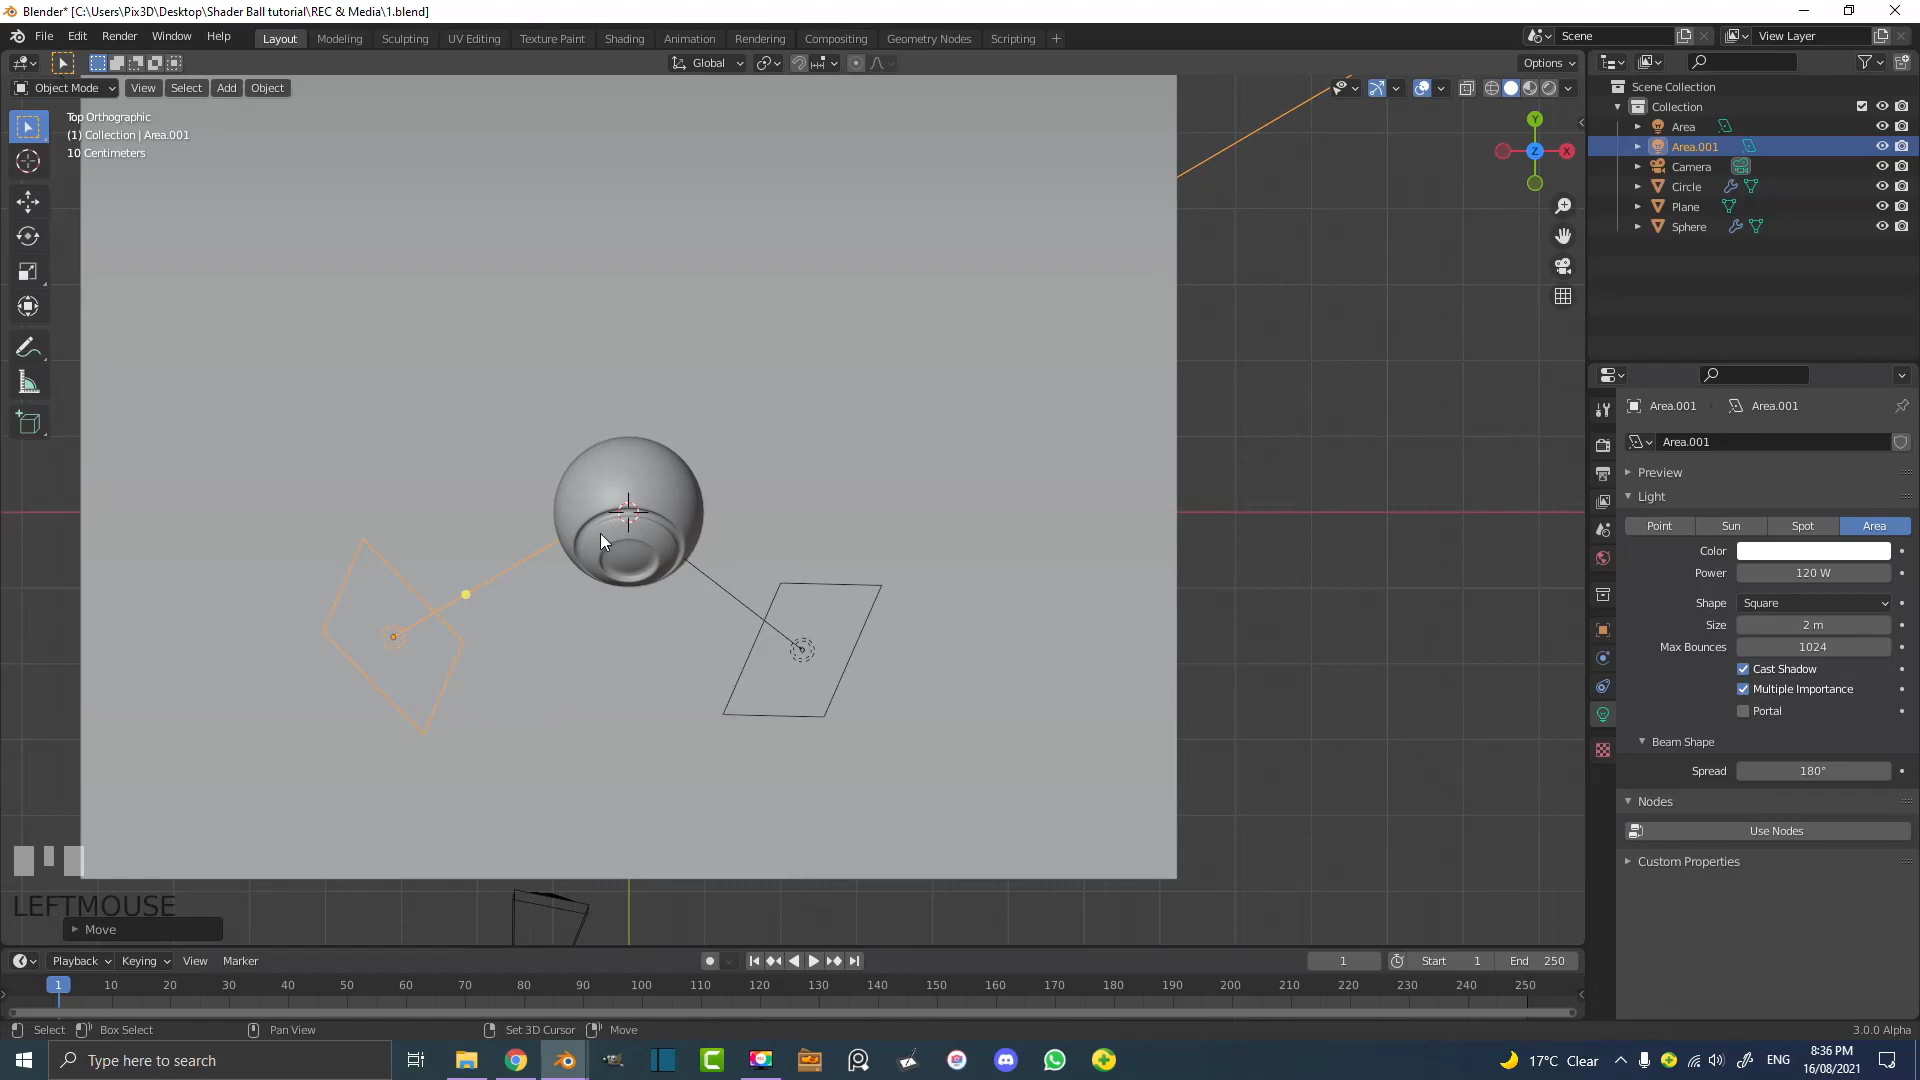 Blender* [C:\Users\Pix3D\Desktop\Shader Ball tutorial\REC & Media\1.blend]
File Edit Render Window Help
Layout Modeling Sculpting UV Editing Texture Paint Shading Animation Rendering Compositing Geometry Nodes Scripting +
Scene
View Layer
Global
Options
Object Mode View Select Add Object
Top Orthographic
(1) Collection | Area.001
10 Centimeters
Y
Z
X
Scene Collection
Collection
Area
Area.001
Camera
Circle
Plane
Sphere
Area.001 Area.001
Area.001
Preview
Light
Point Sun Spot Area
Color
Power 120 W
Shape Square
Size 2 m
Max Bounces 1024
Cast Shadow
Multiple Importance
Portal
Beam Shape
Spread 180°
Nodes
Use Nodes
Custom Properties
LEFTMOUSE
Move
Playback Keying View Marker
1 Start 1 End 250
1 10 20 30 40 50 60 70 80 90 100 110 120 130 140 150 160 170 180 190 200 210 220 230 240 250
Select Box Select Pan View Set 3D Cursor Move
3.0.0 Alpha
Type here to search
17°C Clear
ENG
8:36 PM
16/08/2021